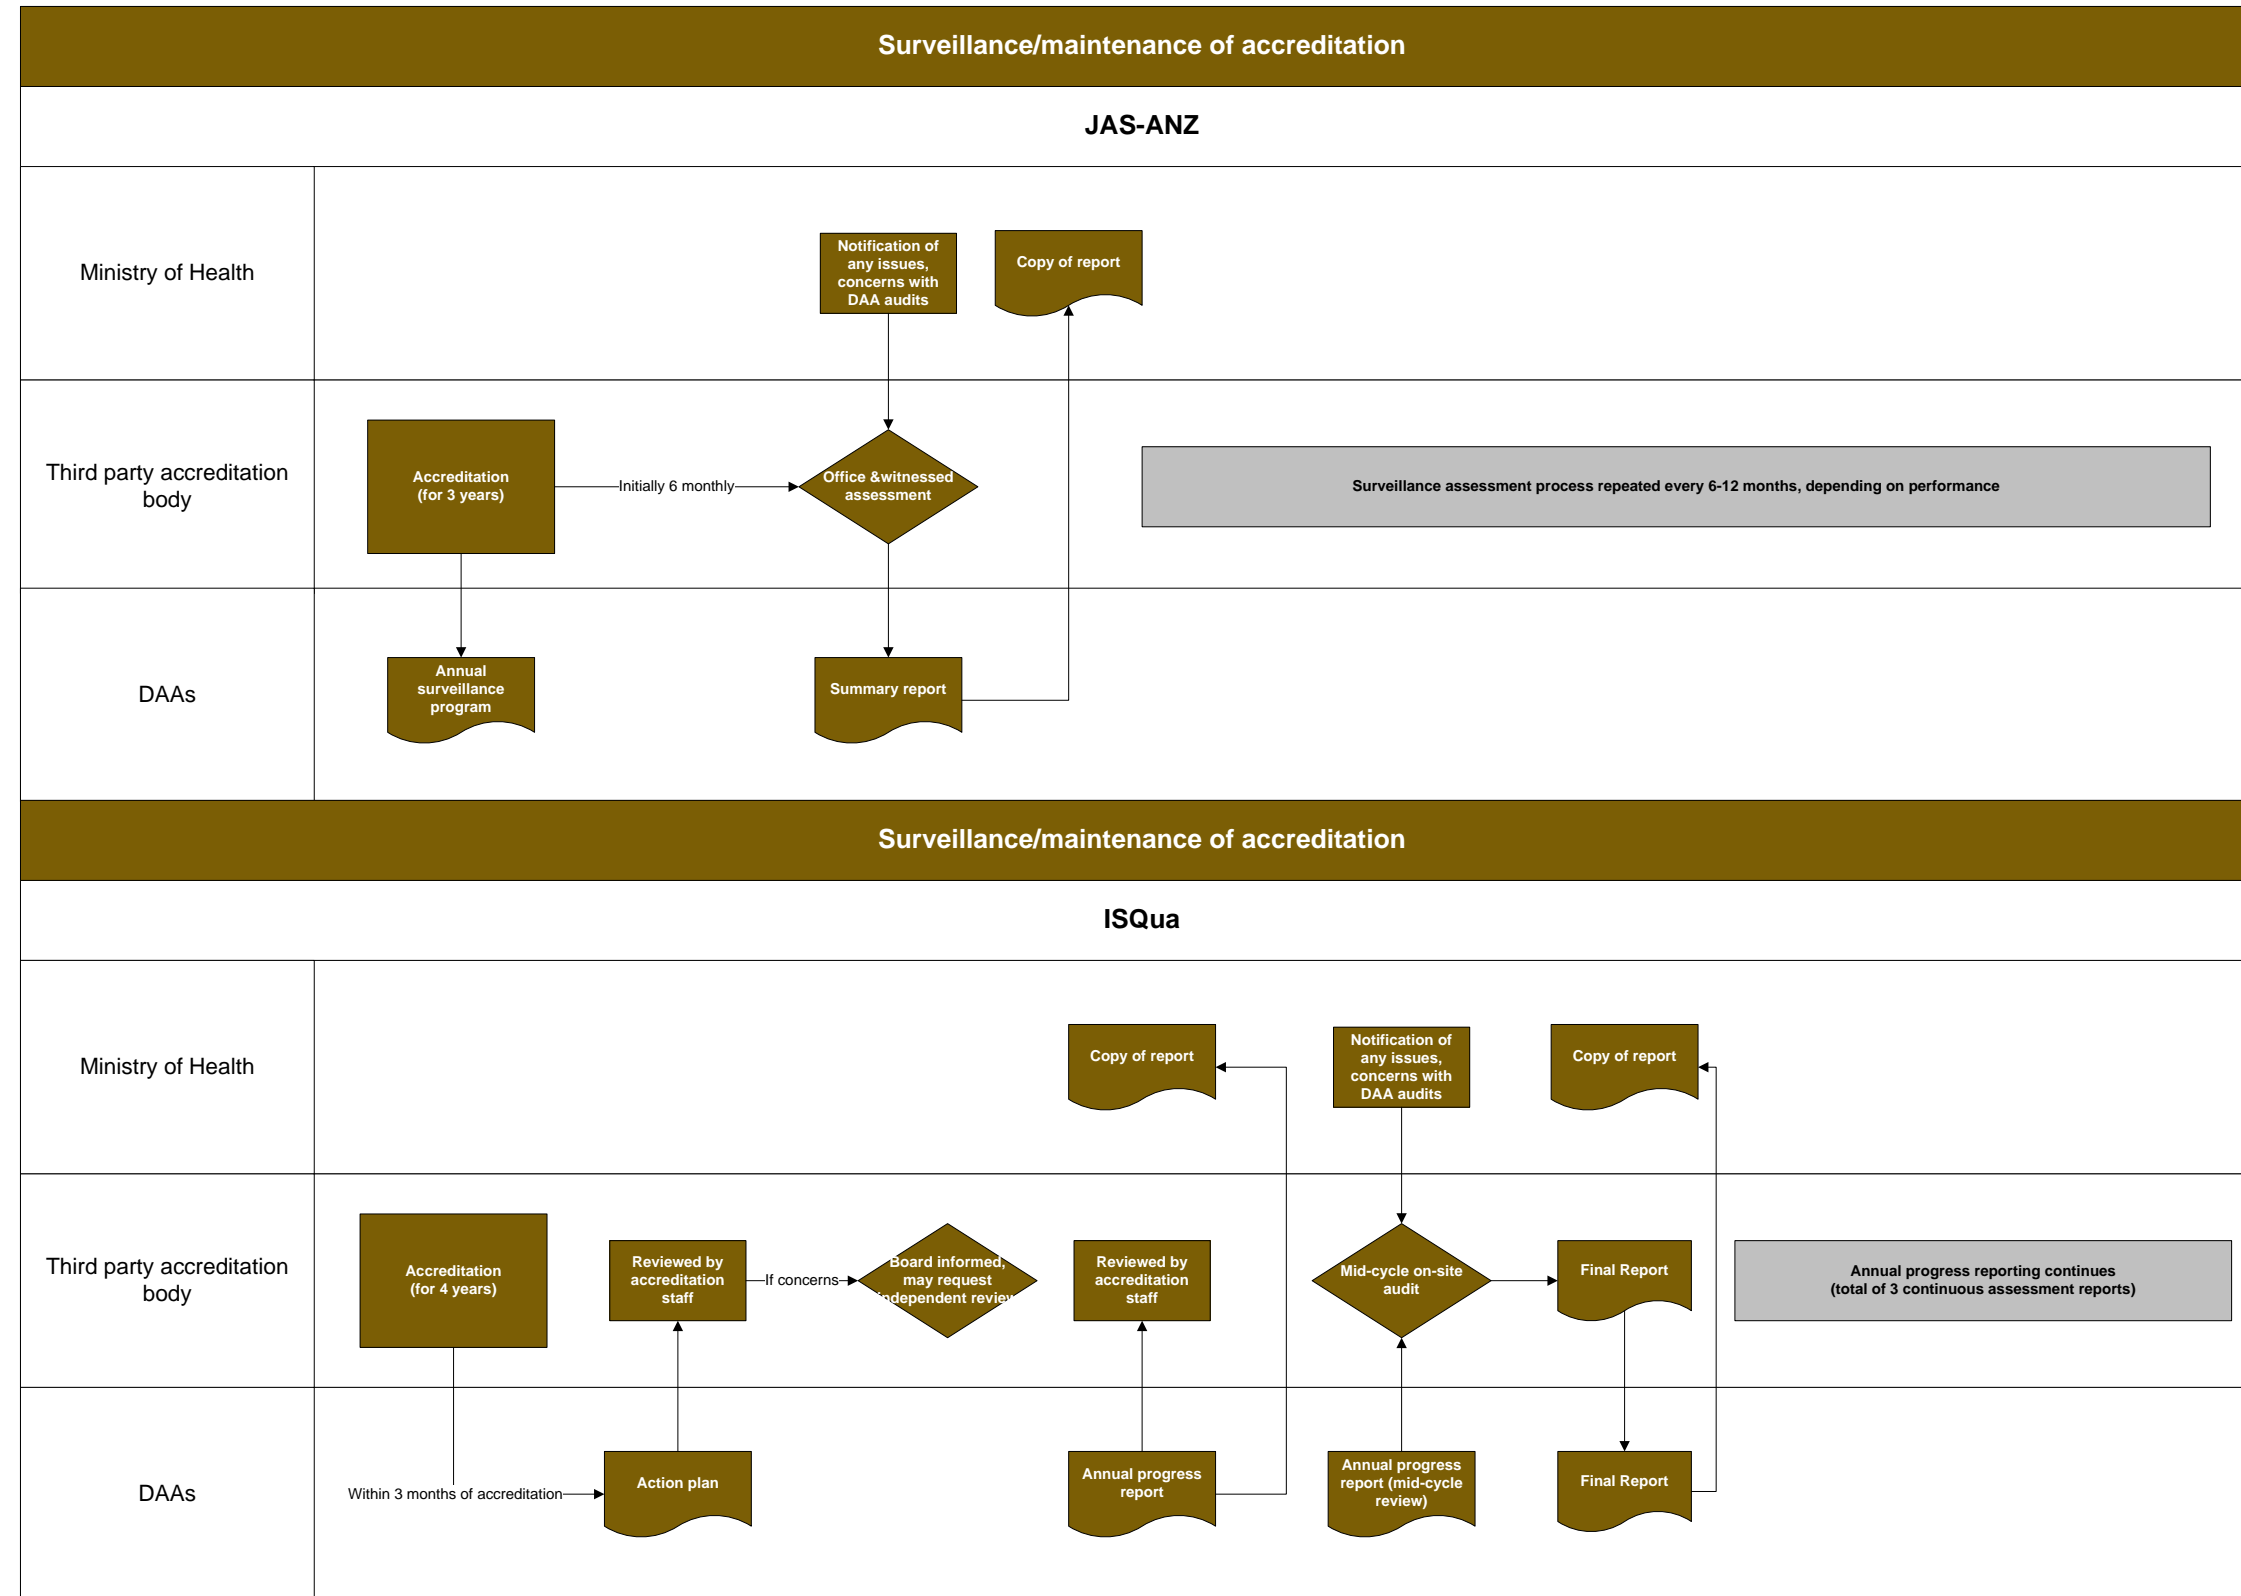 Surveillance/maintenance of accreditation
JAS-ANZ
Ministry of Health
Notification of
any issues,
concerns with
DAA audits
Copy of report
Third party accreditation
body
Accreditation
(for 3 years)
Initially 6 monthly
Office &witnessed
assessment
Surveillance assessment process repeated every 6-12 months, depending on performance
DAAs
Annual
surveillance
program
Summary report
Surveillance/maintenance of accreditation
ISQua
Ministry of Health
Copy of report
Notification of
any issues,
concerns with
DAA audits
Copy of report
Third party accreditation
body
Accreditation
(for 4 years)
Reviewed by
accreditation
staff
If concerns
Board informed,
may request
independent review
Reviewed by
accreditation
staff
Mid-cycle on-site
audit
Final Report
Annual progress reporting continues
(total of 3 continuous assessment reports)
DAAs
Within 3 months of accreditation
Action plan
Annual progress
report
Annual progress
report (mid-cycle
review)
Final Report